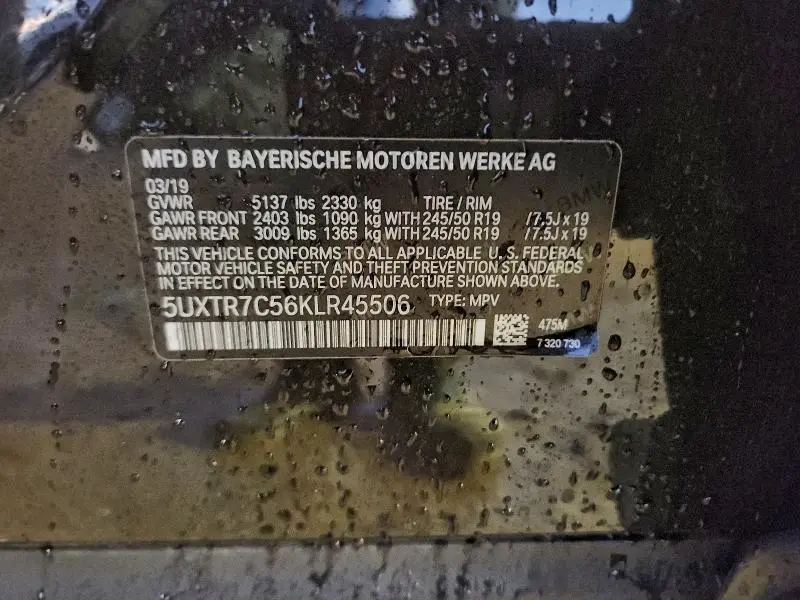 MFD BY BAYERISCHE MOTOREN WERKE AG
03/19
GVWR 5137 lbs 2330 kg TIRE / RIM
GAWR FRONT 2403 lbs 1090 kg WITH 245/50 R19 /7.5J x 19
GAWR REAR 3009 lbs 1365 kg WITH 245/50 R19 /7.5J x 19
THIS VEHICLE CONFORMS TO ALL APPLICABLE U. S. FEDERAL
MOTOR VEHICLE SAFETY AND THEFT PREVENTION STANDARDS
IN EFFECT ON THE DATE OF MANUFACTURE SHOWN ABOVE.
5UXTR7C56KLR45506 TYPE: MPV
475M
7 320 730
BMW